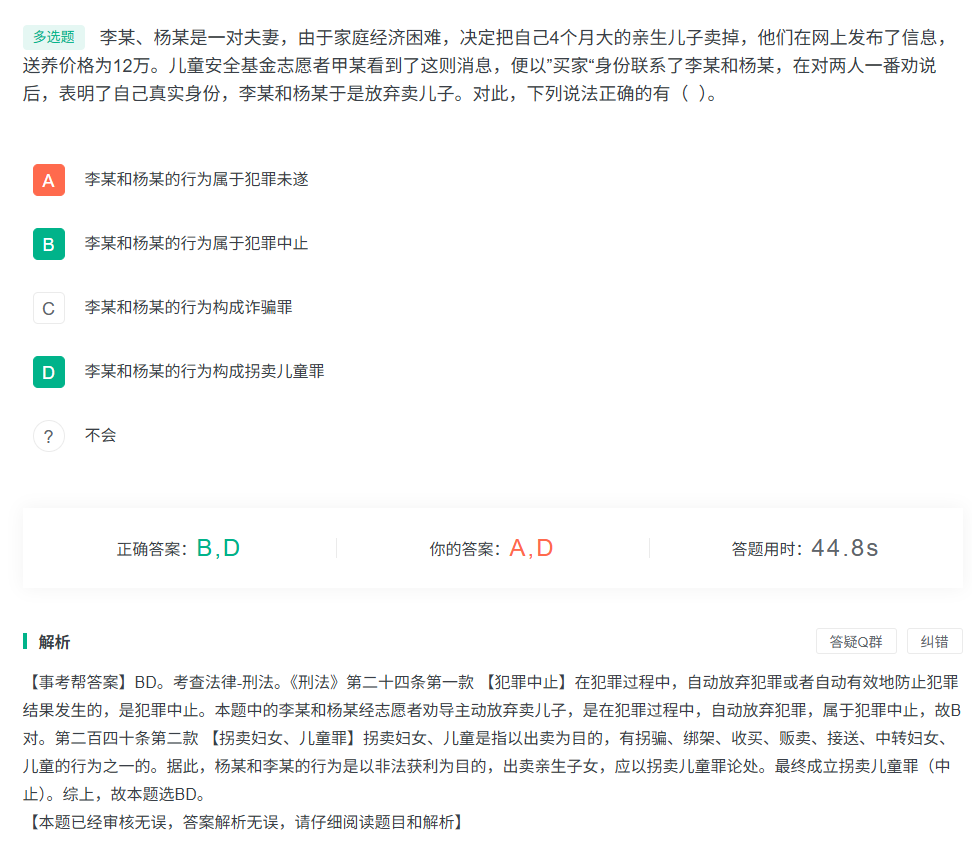 多选题 李某、杨某是一对夫妻，由于家庭经济困难，决定把自己4个月大的亲生儿子卖掉，他们在网上发布了信息，
送养价格为12万。儿童安全基金志愿者甲某看到了这则消息，便以”买家“身份联系了李某和杨某，在对两人一番劝说
后，表明了自己真实身份，李某和杨某于是放弃卖儿子。对此，下列说法正确的有（ ）。
A 李某和杨某的行为属于犯罪未遂
B 李某和杨某的行为属于犯罪中止
C 李某和杨某的行为构成诈骗罪
D 李某和杨某的行为构成拐卖儿童罪
? 不会
正确答案：B,D 你的答案：A,D 答题用时：44.8s
解析 答疑Q群 纠错
【事考帮答案】BD。考查法律-刑法。《刑法》第二十四条第一款 【犯罪中止】在犯罪过程中，自动放弃犯罪或者自动有效地防止犯罪
结果发生的，是犯罪中止。本题中的李某和杨某经志愿者劝导主动放弃卖儿子，是在犯罪过程中，自动放弃犯罪，属于犯罪中止，故B
对。第二百四十条第二款 【拐卖妇女、儿童罪】拐卖妇女、儿童是指以出卖为目的，有拐骗、绑架、收买、贩卖、接送、中转妇女、
儿童的行为之一的。据此，杨某和李某的行为是以非法获利为目的，出卖亲生子女，应以拐卖儿童罪论处。最终成立拐卖儿童罪（中
止）。综上，故本题选BD。
【本题已经审核无误，答案解析无误，请仔细阅读题目和解析】